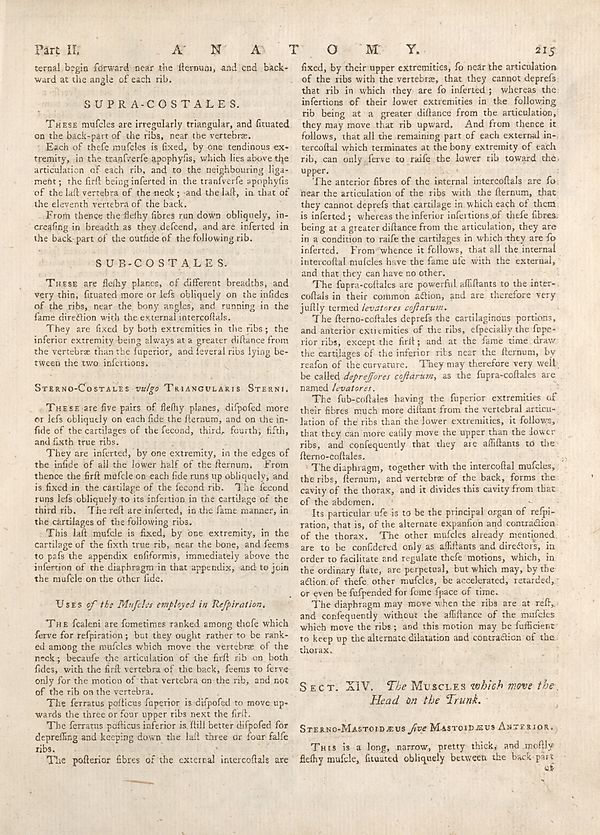 Part II. A N A T O M Y. 215
ternal begin forward near the ſternum, and end back-
ward at the angle of each rib.
SUPRA-COSTALES.
THESE muſcles are irregularly triangular, and ſituated
on the back-part of the ribs, near the vertebræ.
Each of theſe muſcles is fixed, by one tendinous ex-
tremity, in the tranſverſe apophyſis, which lies above the
articulation of each rib, and to the neighbouring liga-
ment; the firſt being inſerted in the tranſverſe apophyſis
of the laſt vertebra of the neck; and the laſt, in that of
the eleventh vertebra of the back.
From thence the fleſhy fibres run down obliquely, in-
creaſing in breadth as they deſcend, and are inſerted in
the back part of the outſide of the following rib.
SUB-COSTALES.
THESE are fleſhy planes, of different breadths, and
very thin, ſituated more or leſs obliquely on the inſides
of the ribs, near the bony angles, and running in the
ſame direction with the external intercoſtals.
They are fixed by both extremities in the ribs; the
inferior extremity being always at a greater diſtance from
the vertebræ than the ſuperior, and ſeveral ribs lying be-
tween the two inſertions.
STERNO-COSTALES vulgo TRIANGULARIS STERNI.
THESE are five pairs of fleſhy planes, diſpoſed more
or leſs obliquely on each ſide the ſternum, and on the in-
ſide of the cartilages of the ſecond, third, fourth, fifth,
and ſixth true ribs.
They are inſerted, by one extremity, in the edges of
the inſide of all the lower half of the ſternum. From
thence the firſt muſcle on each ſide runs up obliquely, and
is fixed in the cartilage of the ſecond rib. The ſecond
runs leſs obliquely to its inſertion in the cartilage of the
third rib. The reſt are inſerted, in the ſame manner, in
the cartilages of the following ribs.
This laſt muſcle is fixed, by one extremity, in the
cartilage of the ſixth true rib, near the bone, and ſeems
to paſs the appendix enſiformis, immediately above the
inſertion of the diaphragm in that appendix, and to join
the muſcle on the other ſide.
USES of the Muſcles employed in Reſpiration.
THE ſcaleni are ſometimes ranked among thoſe which
ſerve for reſpiration; but they ought rather to be rank-
ed among the muſcles which move the vertebræ of the
neck; becauſe the articulation of the firſt rib on both
ſides, with the firſt vertebra of the back, ſeems to ſerve
only for the motion of that vertebra on the rib, and not
of the rib on the vertebra.
The ſerratus poſticus ſuperior is diſpoſed to move up-
wards the three or four upper ribs next the firſt.
The ſerratus poſticus inferior is ſtill better diſpoſed for
depreſſing and keeping down the laſt three or four falſe
ribs.
The poſterior fibres of the external intercoſtals are
fixed, by their upper extremities, ſo near the articulation
of the ribs with the vertebræ, that they cannot depreſs
that rib in which they are ſo inſerted; whereas the
inſertions of their lower extremities in the following
rib being at a greater diſtance from the articulation,
they may move that rib upward. And from thence it
follows, that all the remaining part of each external in-
tercoſtal which terminates at the bony extremity of each
rib, can only ſerve to raiſe the lower rib toward the
upper.
The anterior fibres of the internal intercoſtals are ſo
near the articulation of the ribs with the ſternum, that
they cannot depreſs that cartilage in which each of them
is inſerted; whereas the inferior inſertions of theſe fibres
being at a greater diſtance from the articulation, they are
in a condition to raiſe the cartilages in which they are ſo
inſerted. From whence it follows, that all the internal
intercoſtal muſcles have the ſame uſe with the external,
and that they can have no other.
The ſupra-coſtales are powerful aſſiſtants to the inter-
coſtals in their common action, and are therefore very
juſtly termed levatores coſtarum.
The ſterno-coſtales depreſs the cartilaginous portions,
and anterior extremities of the ribs, eſpecially the ſupe-
rior ribs, except the firſt; and at the ſame time draw
the cartilages of the inferior ribs near the ſternum, by
reaſon of the curvature. They may therefore very well
be called depreſſores coſtarum, as the ſupra-coſtales are
named levatores.
The ſub-coſtales having the ſuperior extremities of
their fibres much more diſtant from the vertebral articu-
lation of the ribs than the lower extremities, it follows,
that they can more eaſily move the upper than the lower
ribs, and conſequently that they are aſſiſtants to the
ſterno-coſtales.
The diaphragm, together with the intercoſtal muſcles,
the ribs, ſternum, and vertebræ of the back, forms the
cavity of the thorax, and it divides this cavity from that
of the abdomen.
Its particular uſe is to be the principal organ of reſpi-
ration, that is, of the alternate expanſion and contraction
of the thorax. The other muſcles already mentioned
are to be conſidered only as aſſiſtants and directors, in
order to facilitate and regulate theſe motions, which, in
the ordinary ſtate, are perpetual, but which may, by the
action of theſe other muſcles, be accelerated, retarded,
or even be ſuſpended for ſome ſpace of time.
The diaphragm may move when the ribs are at reſt,
and conſequently without the aſſiſtance of the muſcles
which move the ribs; and this motion may be ſufficient
to keep up the alternate dilatation and contraction of the
thorax.
SECT. XIV. The MUSCLES which move the
Head on the Trunk.
STERNO-MASTOIDÆUS ſive MASTOIDÆUS ANTERIOR.
THIS is a long, narrow, pretty thick, and moſtly
fleſhy muſcle, ſituated obliquely between the back part
of